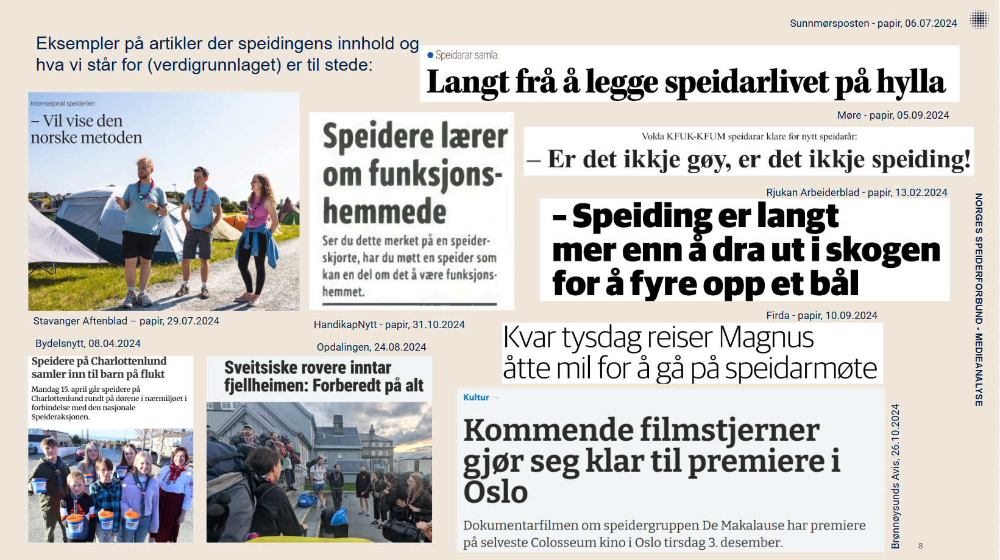 Sunnmørsposten - papir, 06.07.2024
Eksempler på artikler der speidingens innhold og
hva vi står for (verdigrunnlaget) er til stede:
Speidarar samla:
Langt frå å legge speidarlivet på hylla
Internasjonal speiderleir:
– Vil vise den
norske metoden
Stavanger Aftenblad – papir, 29.07.2024
Speidere lærer
om funksjons-
hemmede
Ser du dette merket på en speider-
skjorte, har du møtt en speider som
kan en del om det å være funksjons-
hemmet.
HandikapNytt - papir, 31.10.2024
Møre - papir, 05.09.2024
Volda KFUK-KFUM speidarar klare for nytt speidarår:
– Er det ikkje gøy, er det ikkje speiding!
Rjukan Arbeiderblad - papir, 13.02.2024
– Speiding er langt
mer enn å dra ut i skogen
for å fyre opp et bål
Firda - papir, 10.09.2024
Kvar tysdag reiser Magnus
åtte mil for å gå på speidarmøte
Bydelsnytt, 08.04.2024
Speidere på Charlottenlund
samler inn til barn på flukt
Mandag 15. april går speidere på
Charlottenlund rundt på dørene i nærmiljøet i
forbindelse med den nasjonale
Speideraksjonen.
Opdalingen, 24.08.2024
Sveitsiske rovere inntar
fjellheimen: Forberedt på alt
Kultur →
Kommende filmstjerner
gjør seg klar til premiere i
Oslo
Dokumentarfilmen om speidergruppen De Makalause har premiere
på selveste Colosseum kino i Oslo tirsdag 3. desember.
Brønnøysunds Avis, 26.10.2024
NORGES SPEIDERFORBUND - MEDIEANALYSE
8